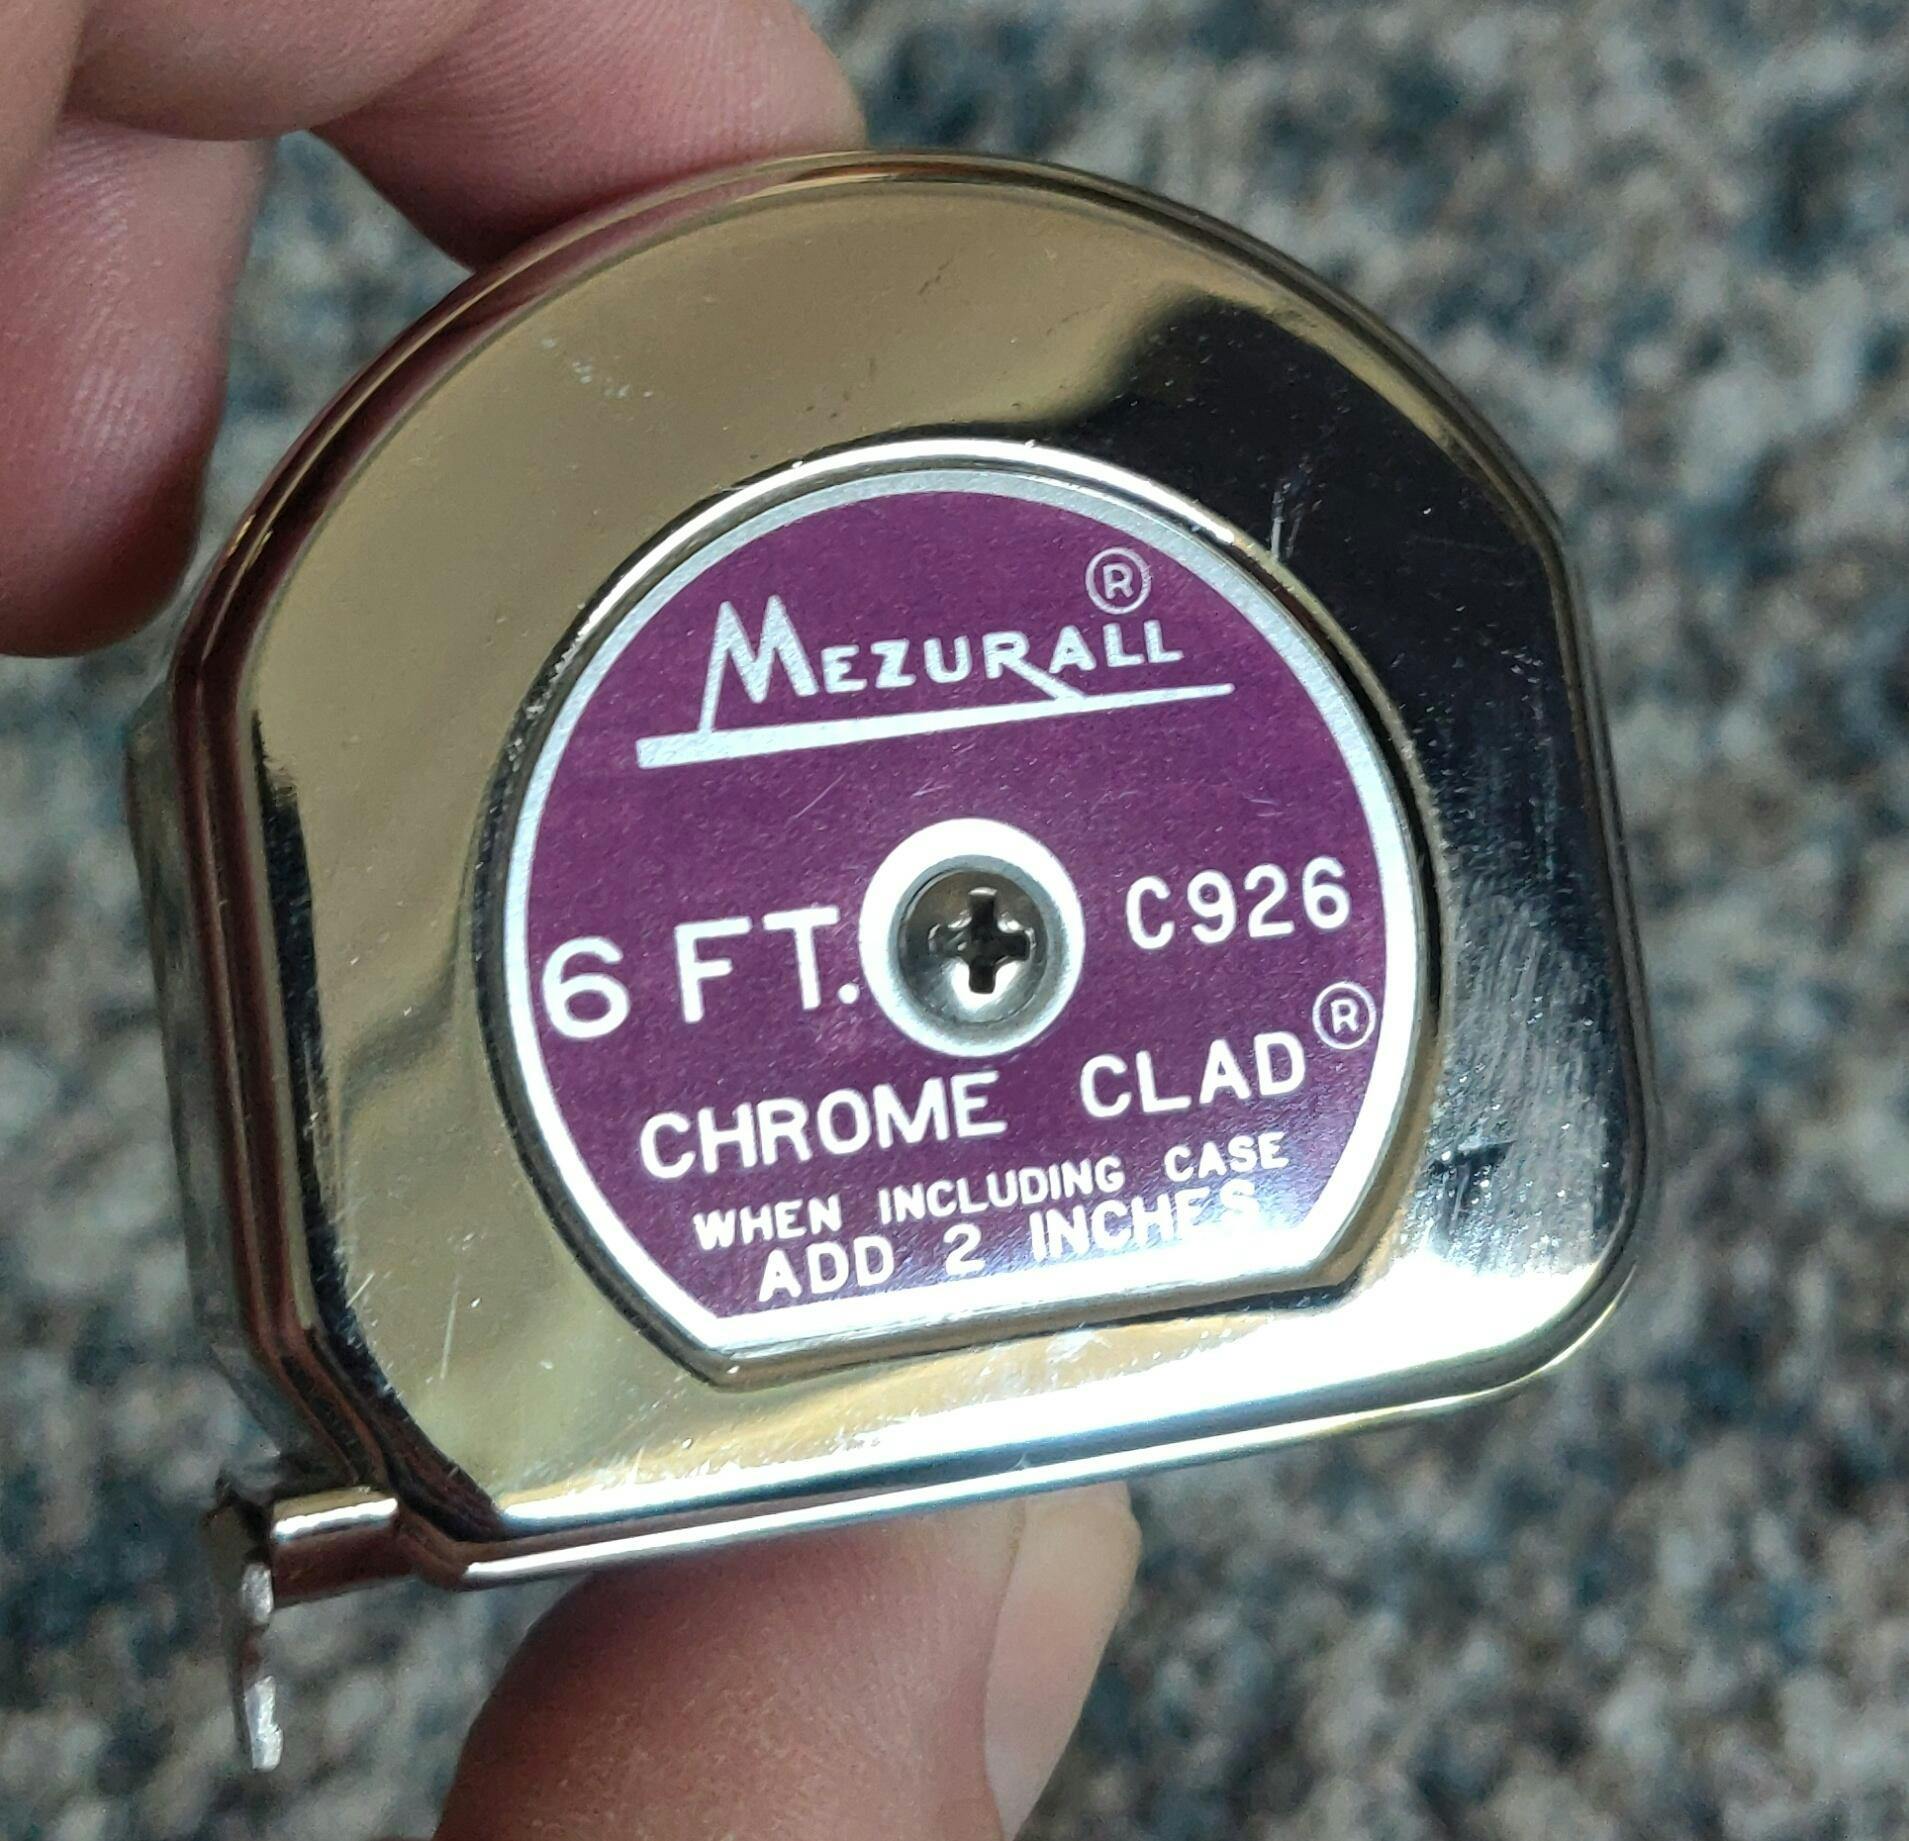 MEZURALL®
6 FT. C926
CHROME CLAD®
WHEN INCLUDING CASE
ADD 2 INCHES